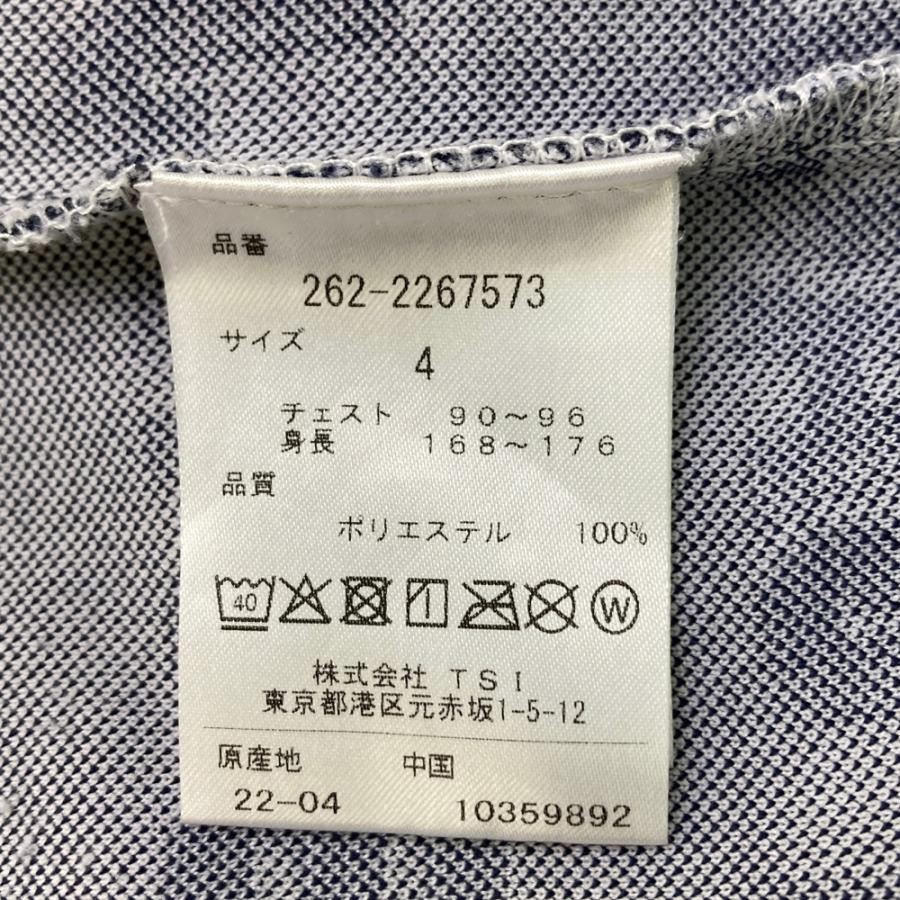 品番
262-2267573
サイズ
4
チェスト 90~96
身長 168~176
品質
ポリエステル 100%
40 W
株式会社 TSI
東京都港区元赤坂1-5-12
原産地 中国
22-04 10359892